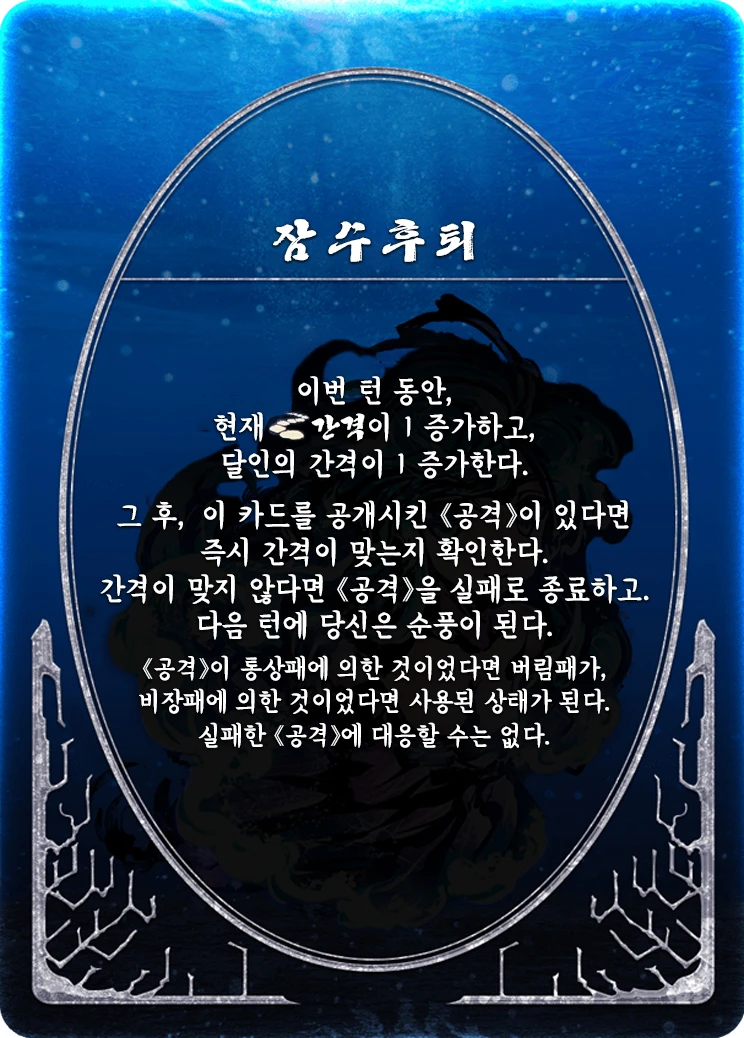 잠수후퇴
이번 턴 동안,
현재 간격이 1 증가하고,
달인의 간격이 1 증가한다.
그 후, 이 카드를 공개시킨 《공격》이 있다면
즉시 간격이 맞는지 확인한다.
간격이 맞지 않다면 《공격》을 실패로 종료하고.
다음 턴에 당신은 순풍이 된다.
《공격》이 통상패에 의한 것이었다면 버림패가,
비장패에 의한 것이었다면 사용된 상태가 된다.
실패한 《공격》에 대응할 수는 없다.